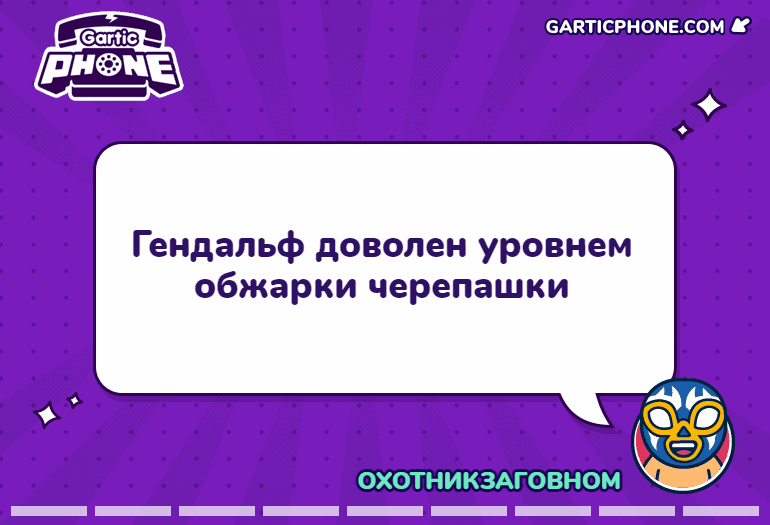 Gartic
PHONE
GARTICPHONE.COM
Гендальф доволен уровнем
обжарки черепашки
ОХОТНИКЗАГОВНОМ